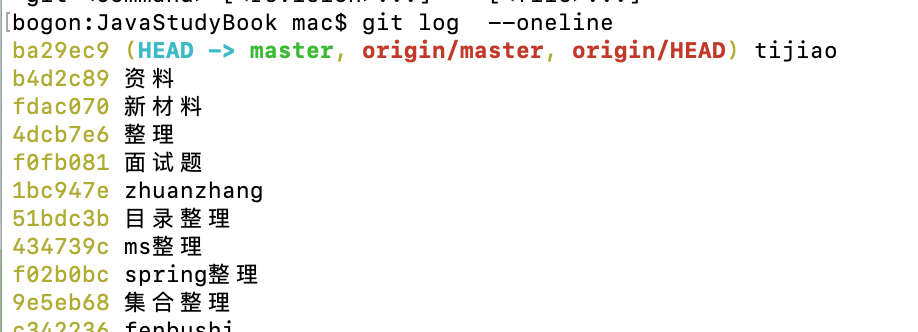 bogon:JavaStudyBook mac$ git log  --oneline
ba29ec9 (HEAD -> master, origin/master, origin/HEAD) tijiao
b4d2c89 资料
fdac070 新材料
4dcb7e6 整理
f0fb081 面试题
1bc947e zhuanzhang
51bdc3b 目录整理
434739c ms整理
f02b0bc spring整理
9e5eb68 集合整理
c342236 fenbushi